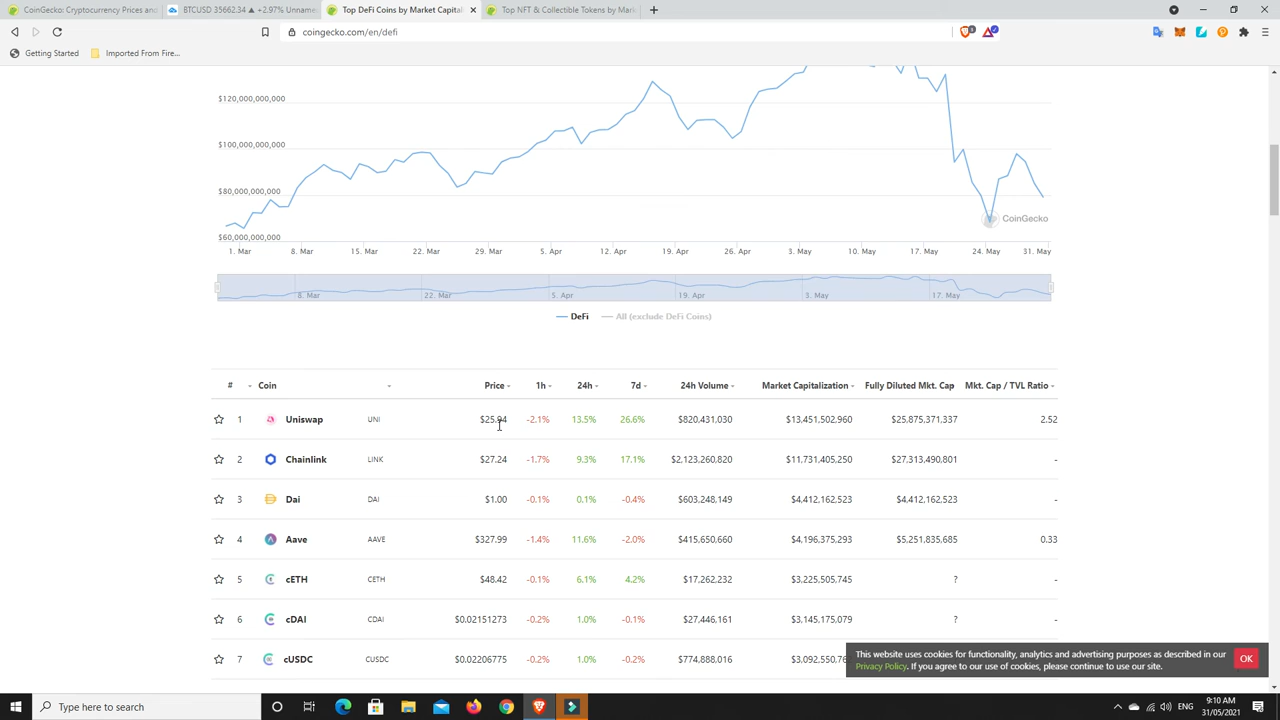 CoinGecko: Cryptocurrency Prices and
BTCUSD 35662.34 ▲ +2.97% Unname
Top DeFi Coins by Market Capitali
Top NFT & Collectible Tokens by Mark
coingecko.com/en/defi
Getting Started
Imported From Fire...
$120,000,000,000
$100,000,000,000
$80,000,000,000
$60,000,000,000
CoinGecko
1. Mar 8. Mar 15. Mar 22. Mar 29. Mar 5. Apr 12. Apr 19. Apr 26. Apr 3. May 10. May 17. May 24. May 31. May
8. Mar 22. Mar 5. Apr 19. Apr 3. May 17. May
DeFi All (exclude DeFi Coins)
# Coin Price 1h 24h 7d 24h Volume Market Capitalization Fully Diluted Mkt. Cap Mkt. Cap / TVL Ratio
1 Uniswap UNI $25.94 -2.1% 13.5% 26.6% $820,431,030 $13,451,502,960 $25,875,371,337 2.52
2 Chainlink LINK $27.24 -1.7% 9.3% 17.1% $2,123,260,820 $11,731,405,250 $27,313,490,801 -
3 Dai DAI $1.00 -0.1% 0.1% -0.4% $603,248,149 $4,412,162,523 $4,412,162,523 -
4 Aave AAVE $327.99 -1.4% 11.6% -2.0% $415,650,660 $4,196,375,293 $5,251,835,685 0.33
5 cETH CETH $48.42 -0.1% 6.1% 4.2% $17,262,232 $3,225,505,745 ? -
6 cDAI CDAI $0.02151273 -0.2% 1.0% -0.1% $27,446,161 $3,145,175,079 ? -
7 cUSDC CUSDC $0.02206775 -0.2% 1.0% -0.2% $774,888,016 $3,092,550,76
This website uses cookies for functionality, analytics and advertising purposes as described in our
Privacy Policy. If you agree to our use of cookies, please continue to use our site.
OK
Type here to search
ENG
9:10 AM
31/05/2021